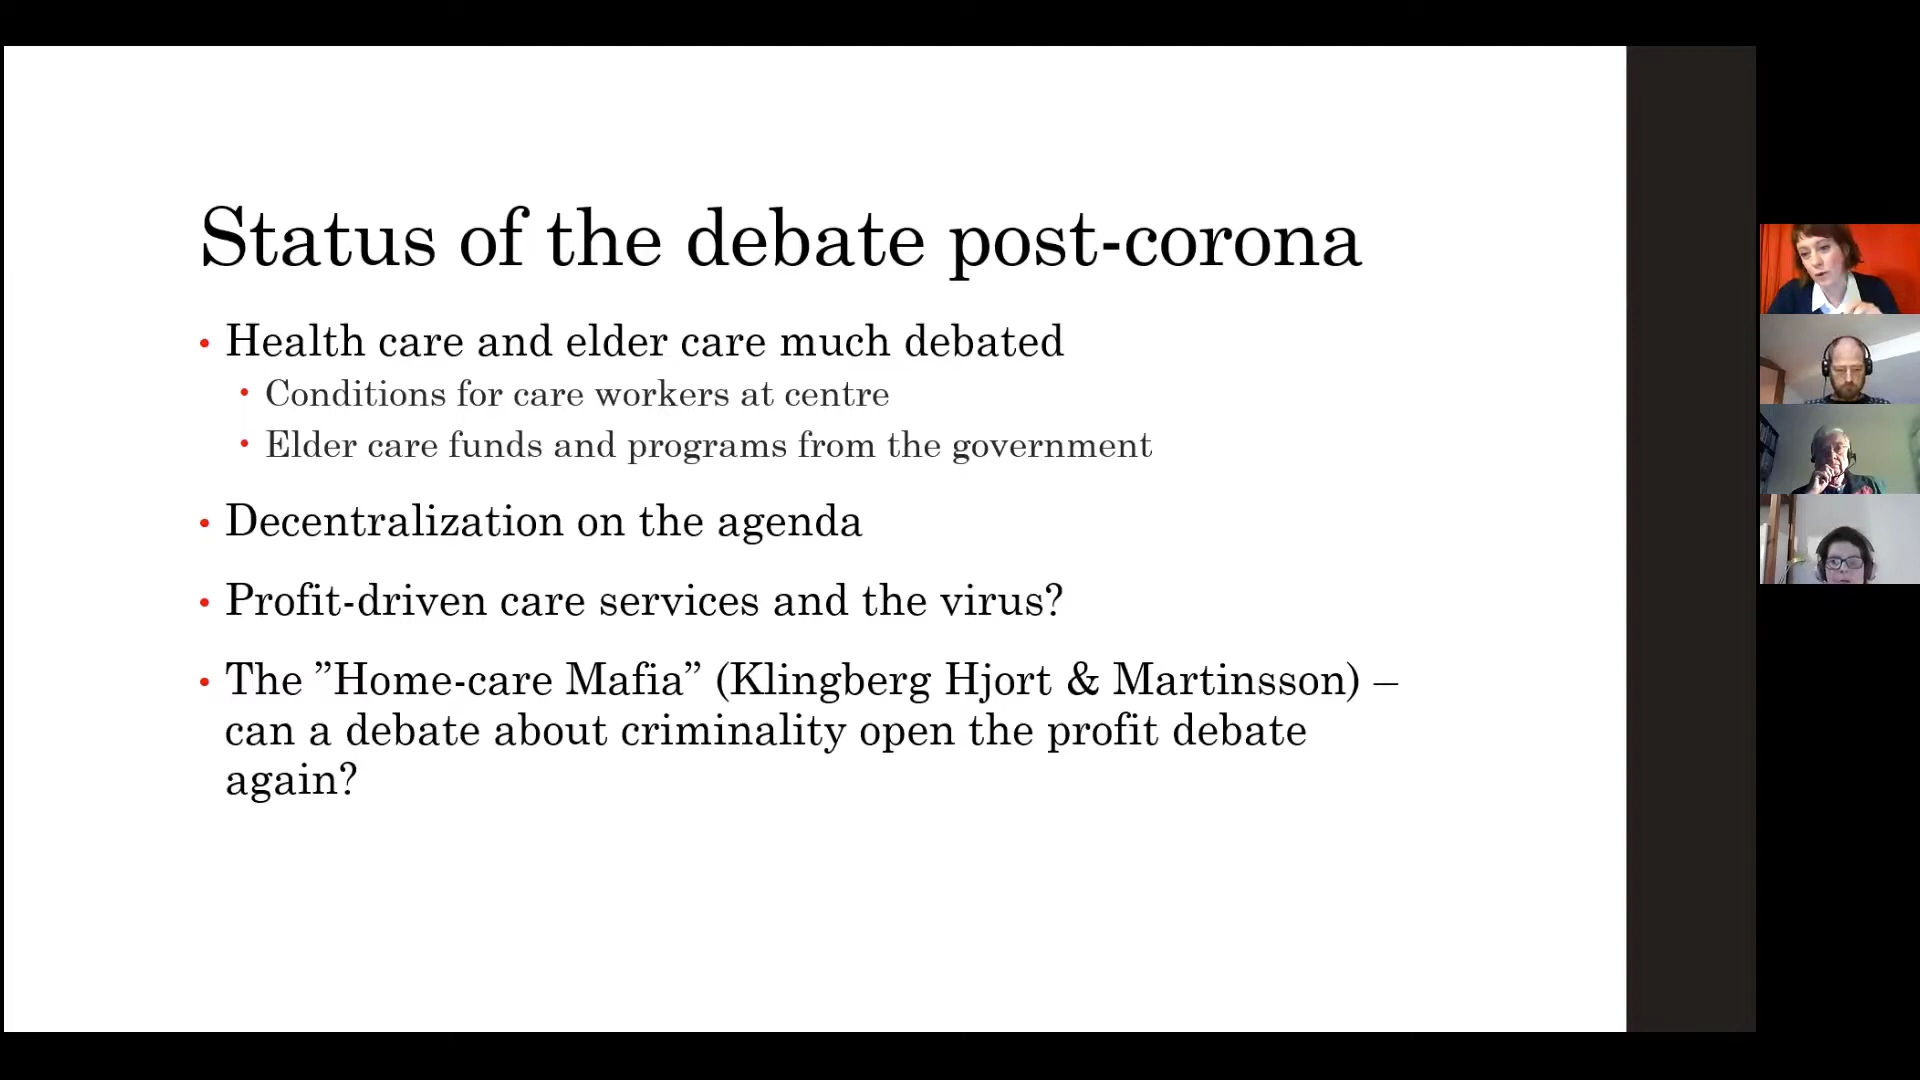 Status of the debate post-corona
• Health care and elder care much debated
• Conditions for care workers at centre
• Elder care funds and programs from the government
• Decentralization on the agenda
• Profit-driven care services and the virus?
• The ”Home-care Mafia” (Klingberg Hjort & Martinsson) –
can a debate about criminality open the profit debate
again?